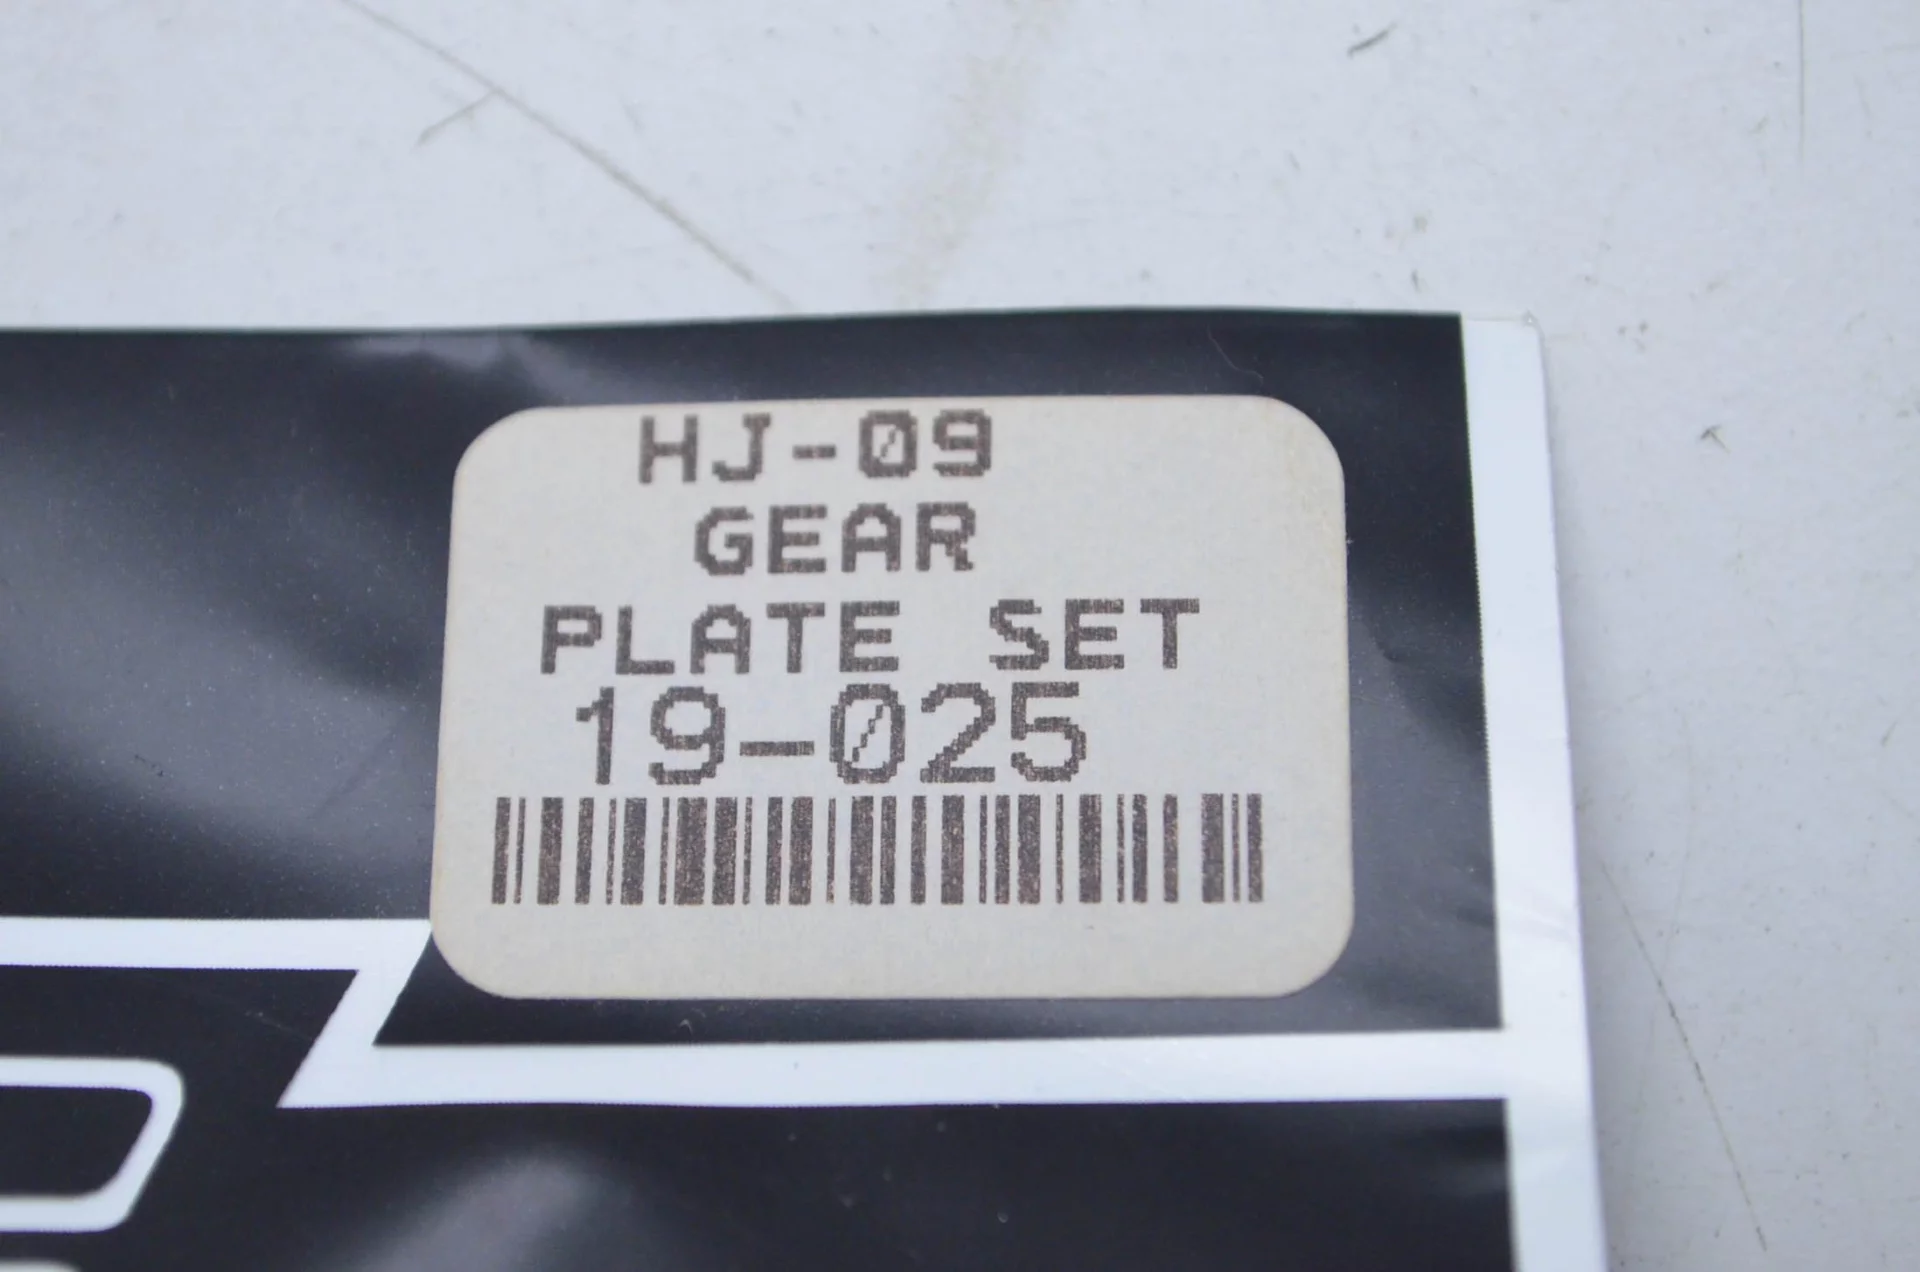 HJ-09
GEAR
PLATE SET
19-025